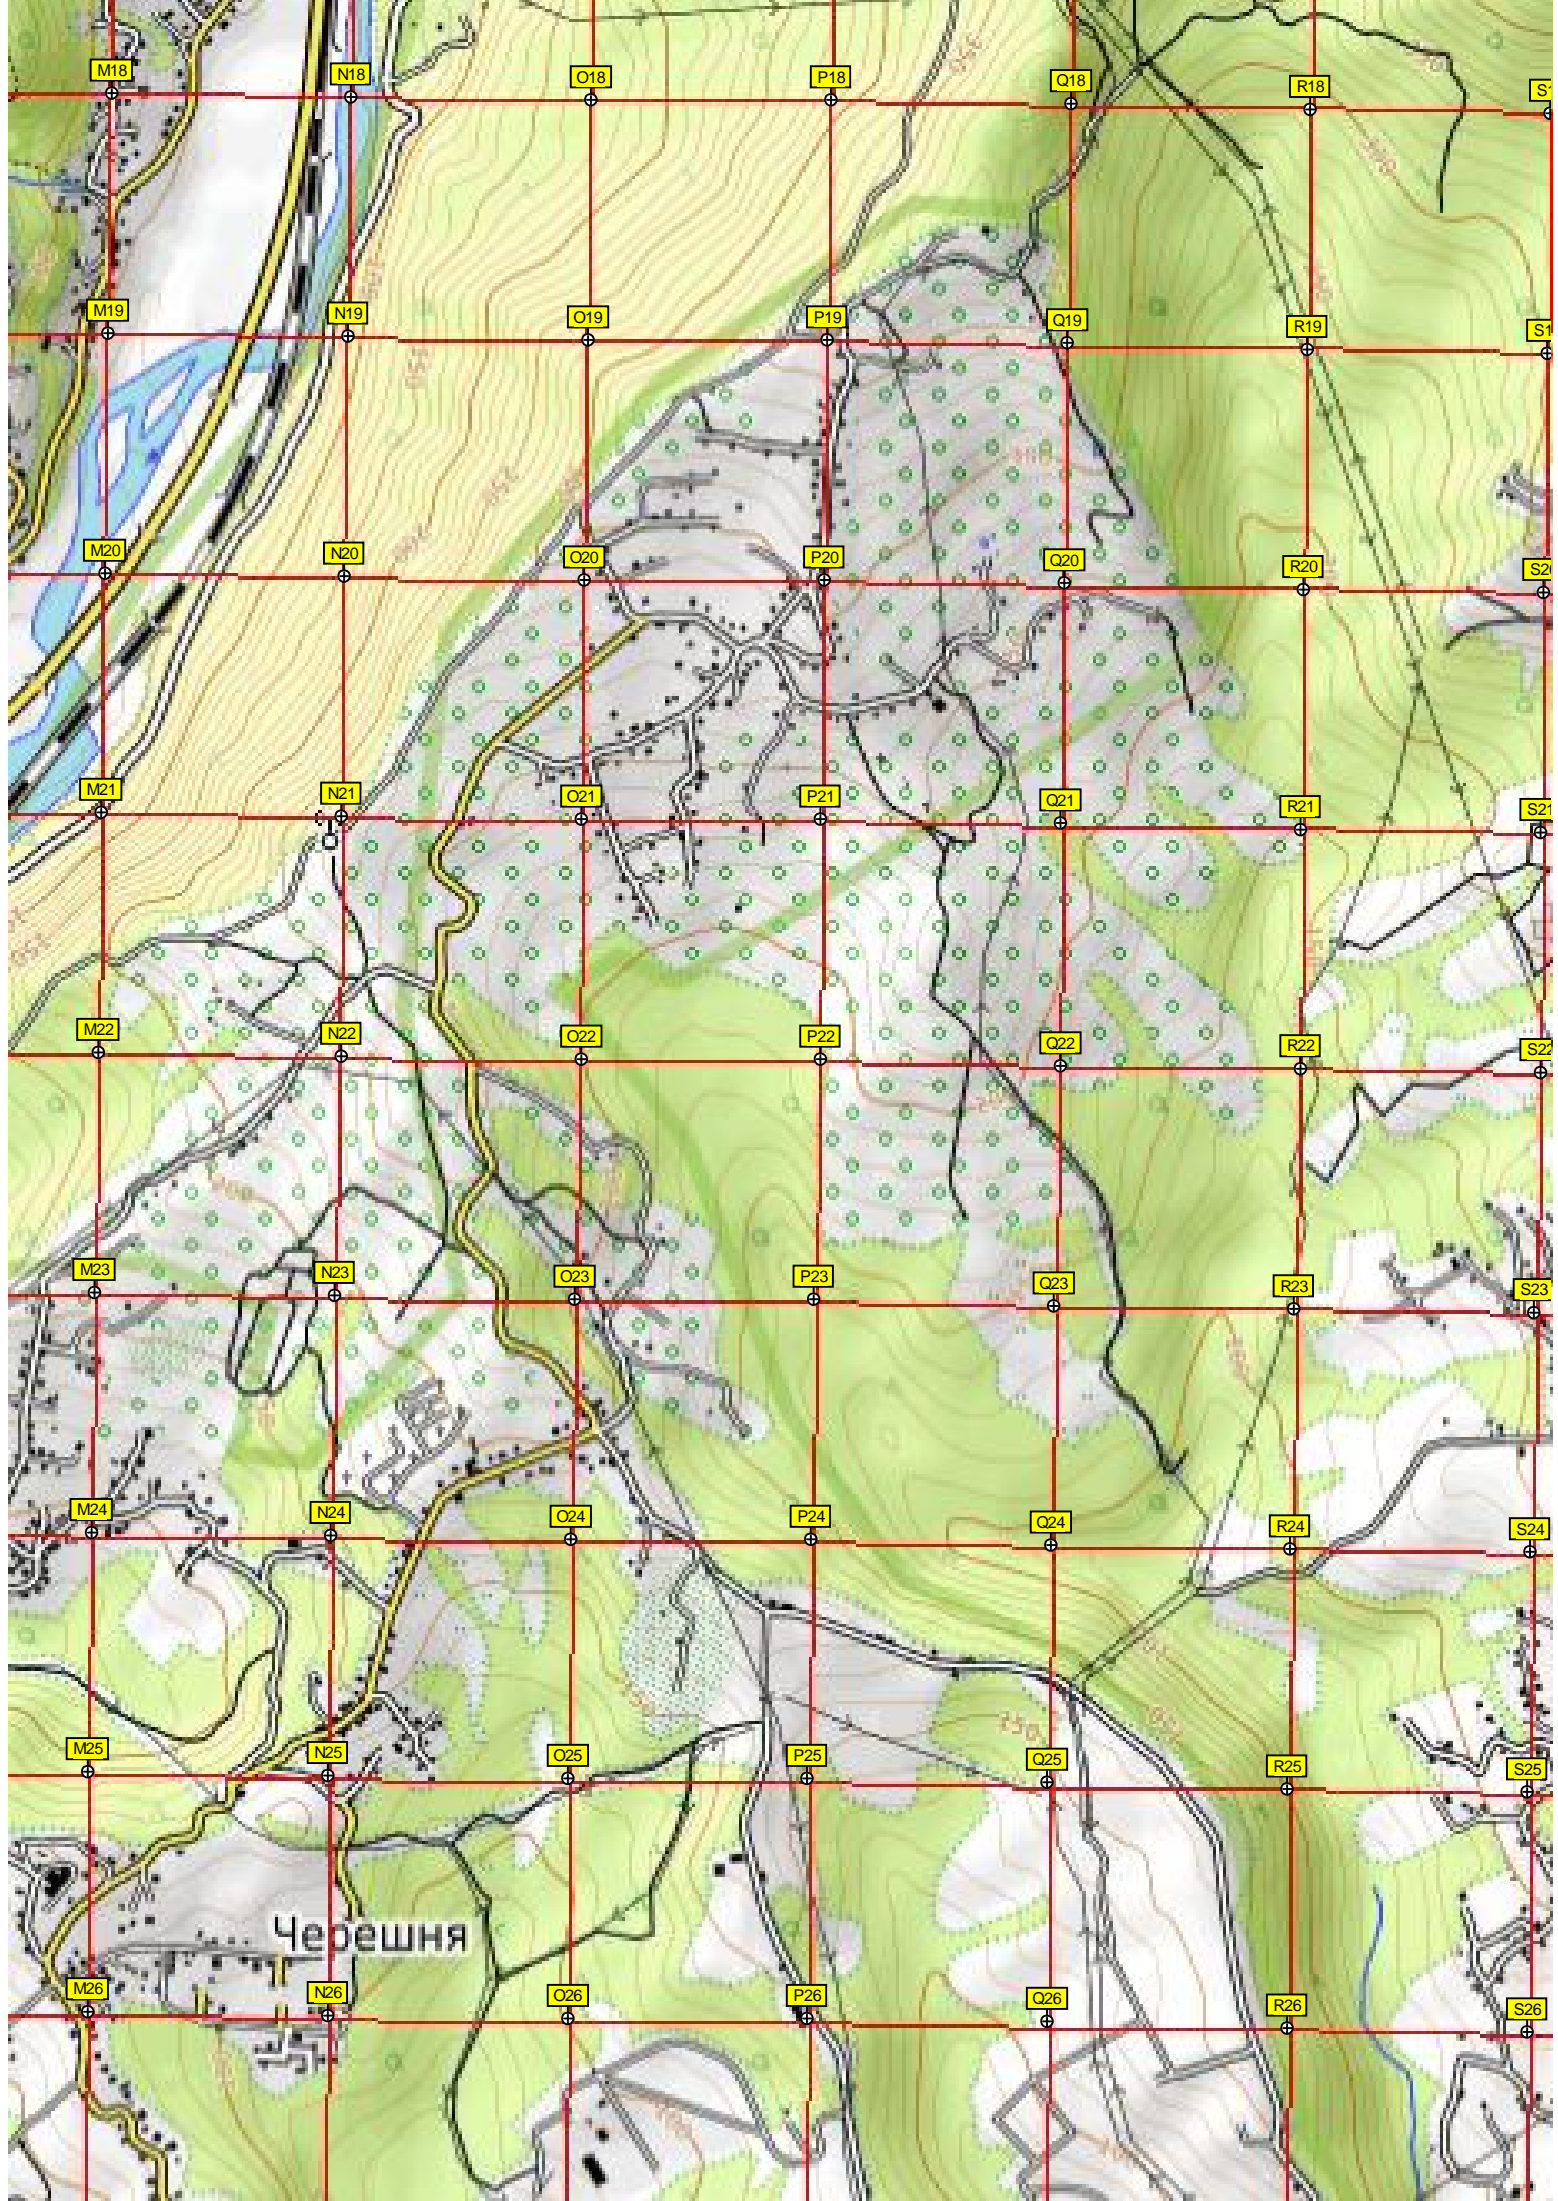 M18 N18 O18 P18 Q18 R18
M19 N19 O19 P19 Q19 R19
350
M20 N20 O20 P20 Q20 R20
M21 N21 O21 P21 Q21 R21 S21
M22 N22 O22 P22 Q22 R22 S22
M23 N23 O23 P23 Q23 R23 S23
M24 N24 O24 P24 Q24 R24 S24
150
M25 N25 O25 P25 Q25 R25 S25
Черешня
M26 N26 O26 P26 Q26 R26 S26